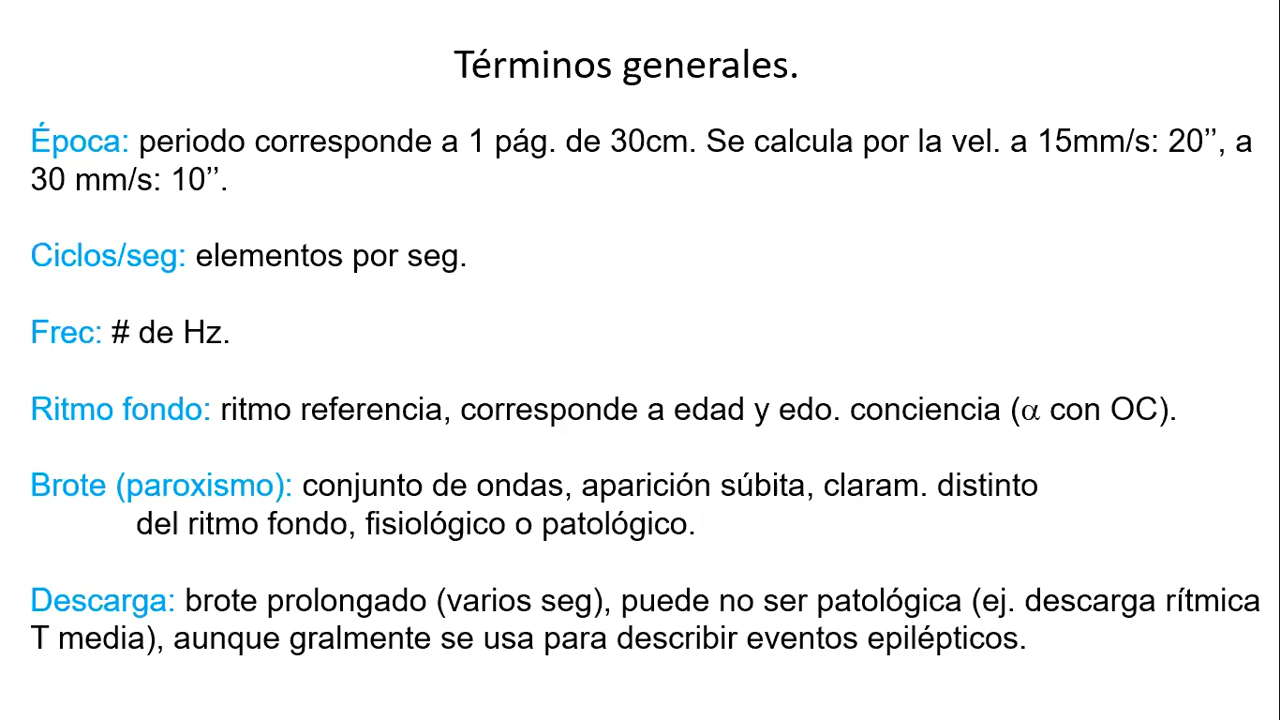 Términos generales.
Época: periodo corresponde a 1 pág. de 30cm. Se calcula por la vel. a 15mm/s: 20’’, a
30 mm/s: 10’’.
Ciclos/seg: elementos por seg.
Frec: # de Hz.
Ritmo fondo: ritmo referencia, corresponde a edad y edo. conciencia (α con OC).
Brote (paroxismo): conjunto de ondas, aparición súbita, claram. distinto
del ritmo fondo, fisiológico o patológico.
Descarga: brote prolongado (varios seg), puede no ser patológica (ej. descarga rítmica
T media), aunque gralmente se usa para describir eventos epilépticos.